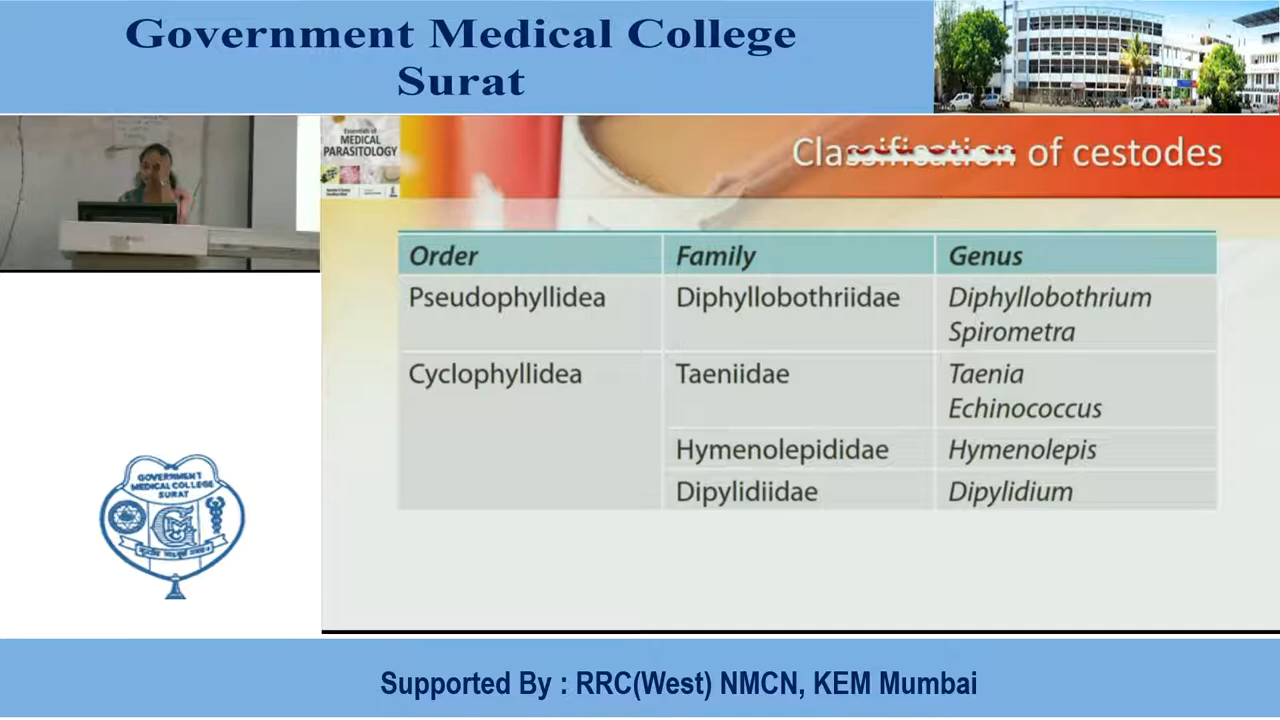 Government Medical College
Surat
Essentials of
MEDICAL
PARASITOLOGY
Classification of cestodes
Order Family Genus
Pseudophyllidea Diphyllobothriidae Diphyllobothrium
Spirometra
Cyclophyllidea Taeniidae Taenia
Echinococcus
Hymenolepididae Hymenolepis
Dipylidiidae Dipylidium
GOVERNMENT
MEDICAL COLLEGE
SURAT
Supported By : RRC(West) NMCN, KEM Mumbai